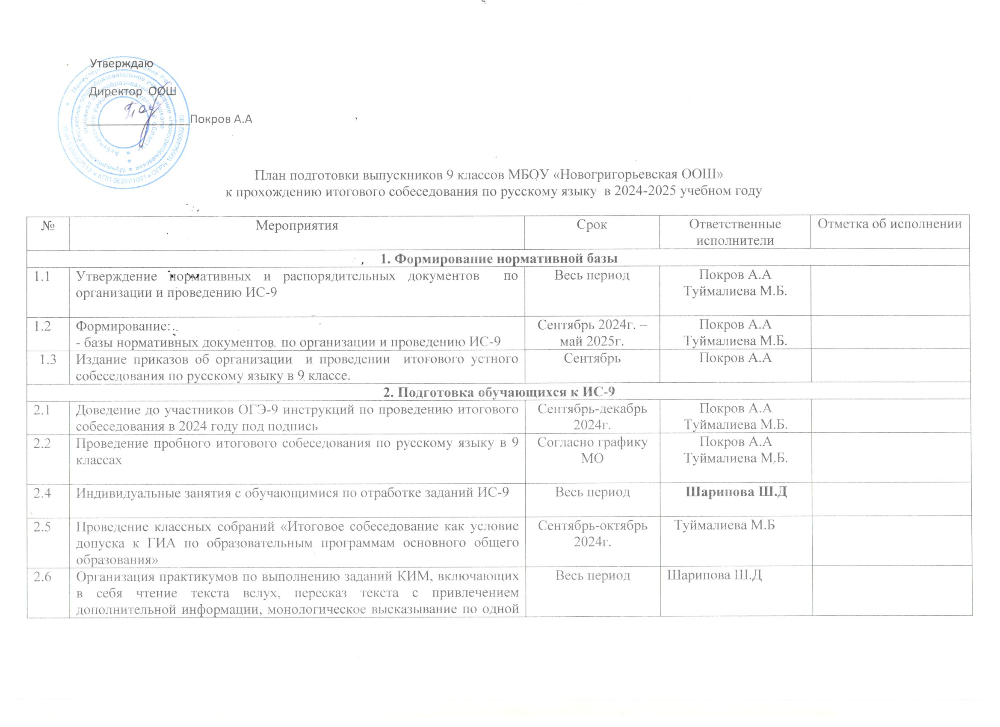 Утверждаю
Директор ООШ
Покров А.А
Муниципальное бюджетное общеобразовательное учреждение «Новогригорьевская
основная общеобразовательная школа
Акбулакского района Оренбургской области»
КПП 562001001 * ОГРН 1065646002190
План подготовки выпускников 9 классов МБОУ «Новогригорьевская ООШ»
к прохождению итогового собеседования по русскому языку в 2024-2025 учебном году
№ Мероприятия Срок Ответственные исполнители Отметка об исполнении
1. Формирование нормативной базы
1.1 Утверждение нормативных и распорядительных документов по Весь период Покров А.А
организации и проведению ИС-9 Туймалиева М.Б.
1.2 Формирование: Сентябрь 2024г. – Покров А.А
- базы нормативных документов по организации и проведению ИС-9 май 2025г. Туймалиева М.Б.
1.3 Издание приказов об организации и проведении итогового устного Сентябрь Покров А.А
собеседования по русскому языку в 9 классе.
2. Подготовка обучающихся к ИС-9
2.1 Доведение до участников ОГЭ-9 инструкций по проведению итогового Сентябрь-декабрь Покров А.А
собеседования в 2024 году под подпись 2024г. Туймалиева М.Б.
2.2 Проведение пробного итогового собеседования по русскому языку в 9 Согласно графику Покров А.А
классах МО Туймалиева М.Б.
2.4 Индивидуальные занятия с обучающимися по отработке заданий ИС-9 Весь период Шарипова Ш.Д
2.5 Проведение классных собраний «Итоговое собеседование как условие Сентябрь-октябрь Туймалиева М.Б
допуска к ГИА по образовательным программам основного общего 2024г.
образования»
2.6 Организация практикумов по выполнению заданий КИМ, включающих Весь период Шарипова Ш.Д
в себя чтение текста вслух, пересказ текста с привлечением
дополнительной информации, монологическое высказывание по одной